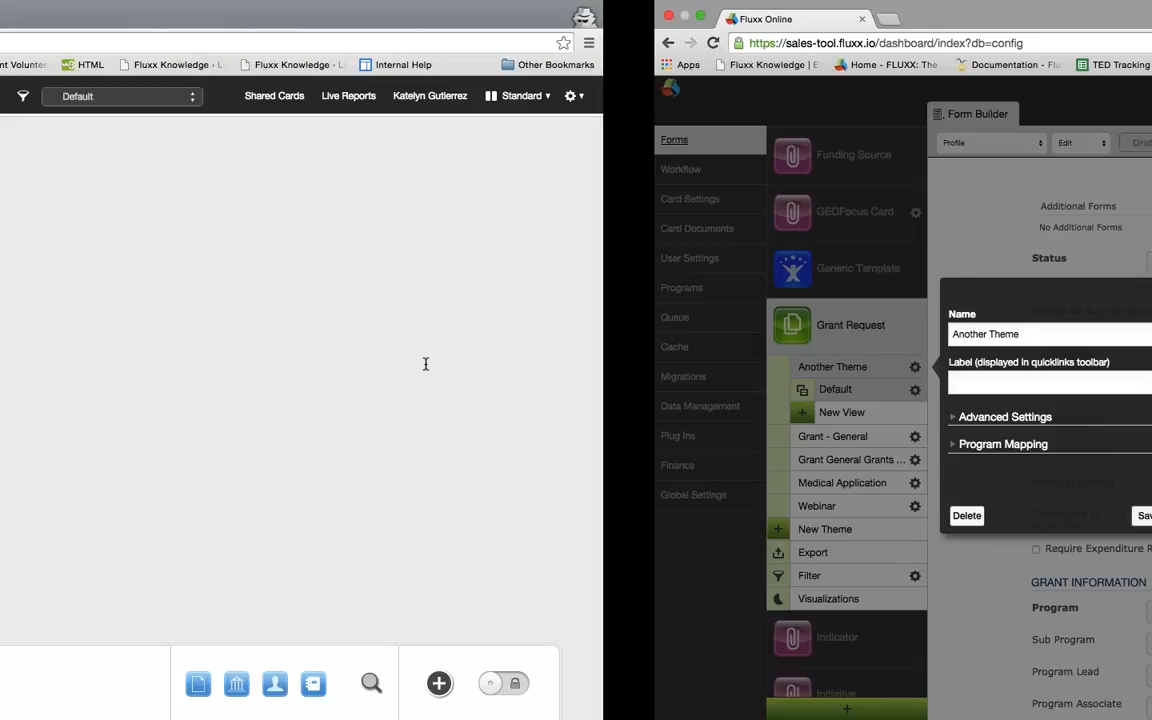 nt Voluntee
HTML
Fluxx Knowledge - L
Fluxx Knowledge - L
Internal Help
Other Bookmarks
Default
Shared Cards
Live Reports
Katelyn Gutierrez
Standard
Fluxx Online
https://sales-tool.fluxx.io/dashboard/index?db=config
Apps
Fluxx Knowledge | E
Home - FLUXX: The
Documentation - Flu
TED Tracking
Form Builder
Profile
Edit
Draf
Forms
Workflow
Card Settings
Card Documents
User Settings
Programs
Queue
Cache
Migrations
Data Management
Plug Ins
Finance
Global Settings
Funding Source
GEOFocus Card
Generic Template
Grant Request
Another Theme
Default
New View
Grant - General
Grant General Grants ...
Medical Application
Webinar
New Theme
Export
Filter
Visualizations
Indicator
Initiative
Additional Forms
No Additional Forms
Status
Name
Another Theme
Label (displayed in quicklinks toolbar)
Advanced Settings
Program Mapping
Delete
Sav
Require Expenditure R
GRANT INFORMATION
Program
Sub Program
Program Lead
Program Associate